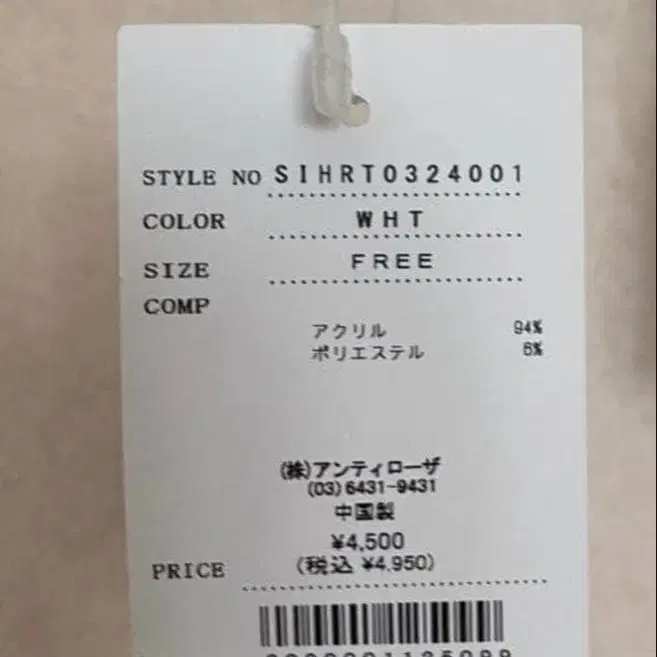 STYLE NO SIHRT0324001
COLOR WHT
SIZE FREE
COMP
アクリル 94%
ポリエステル 6%
(株)アンティローザ
(03)6431-9431
中国製
¥4,500
PRICE (税込 ¥4,950)